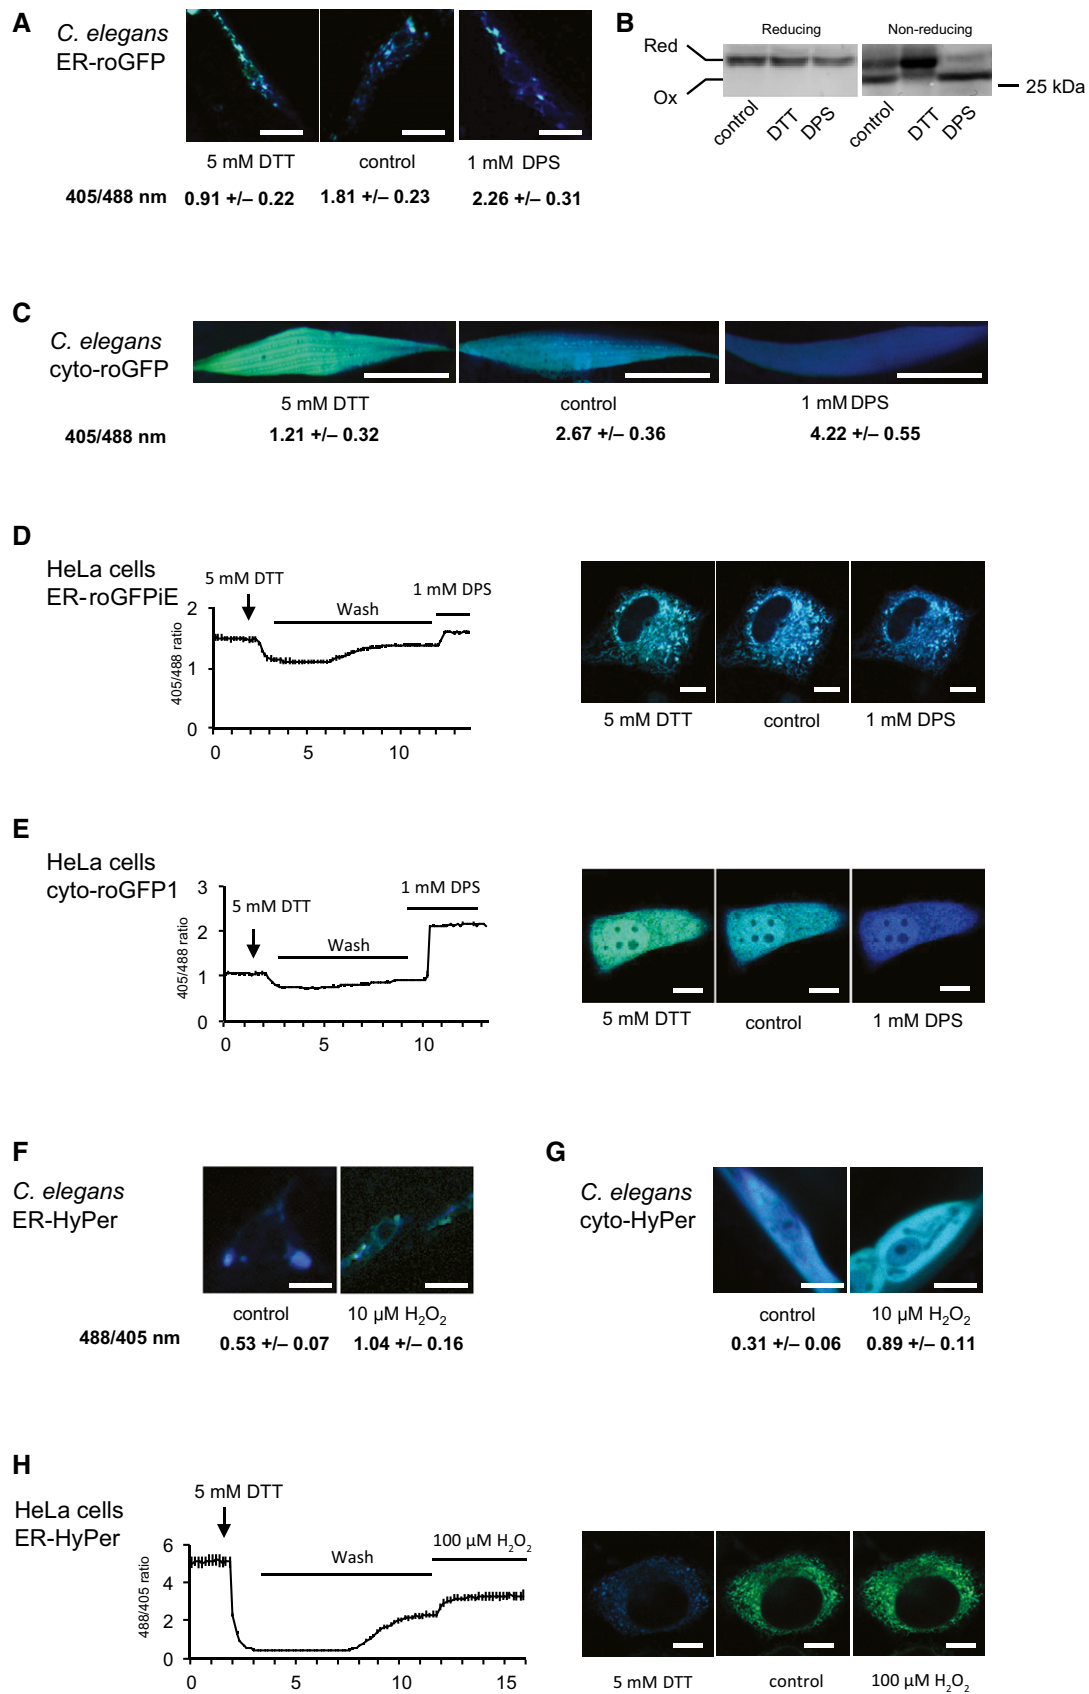 A
C. elegans
ER-roGFP
5 mM DTT
control
1 mM DPS
405/488 nm
0.91 +/– 0.22
1.81 +/– 0.23
2.26 +/– 0.31
B
Reducing
Non-reducing
Red
Ox
25 kDa
control
DTT
DPS
control
DTT
DPS
C
C. elegans
cyto-roGFP
5 mM DTT
control
1 mM DPS
405/488 nm
1.21 +/– 0.32
2.67 +/– 0.36
4.22 +/– 0.55
D
HeLa cells
ER-roGFPiE
5 mM DTT
Wash
1 mM DPS
405/488 ratio
2
1
0
0
5
10
5 mM DTT
control
1 mM DPS
E
HeLa cells
cyto-roGFP1
5 mM DTT
Wash
1 mM DPS
405/488 ratio
3
2
1
0
0
5
10
5 mM DTT
control
1 mM DPS
F
C. elegans
ER-HyPer
control
10 µM H₂O₂
488/405 nm
0.53 +/– 0.07
1.04 +/– 0.16
G
C. elegans
cyto-HyPer
control
10 µM H₂O₂
0.31 +/– 0.06
0.89 +/– 0.11
H
HeLa cells
ER-HyPer
5 mM DTT
Wash
100 µM H₂O₂
488/405 ratio
6
4
2
0
0
5
10
15
5 mM DTT
control
100 µM H₂O₂